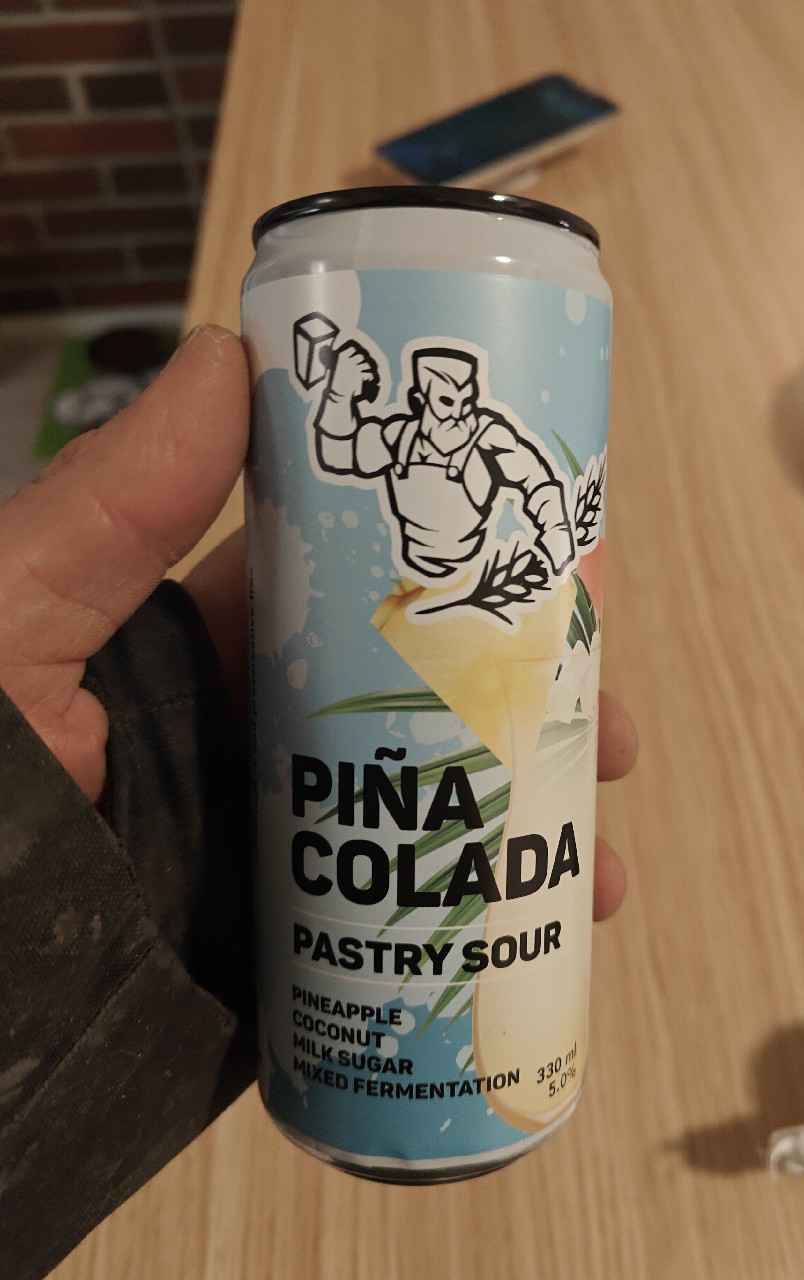 PIÑA
COLADA
PASTRY SOUR
PINEAPPLE
COCONUT
MILK SUGAR
MIXED FERMENTATION
330 ml
5.0%